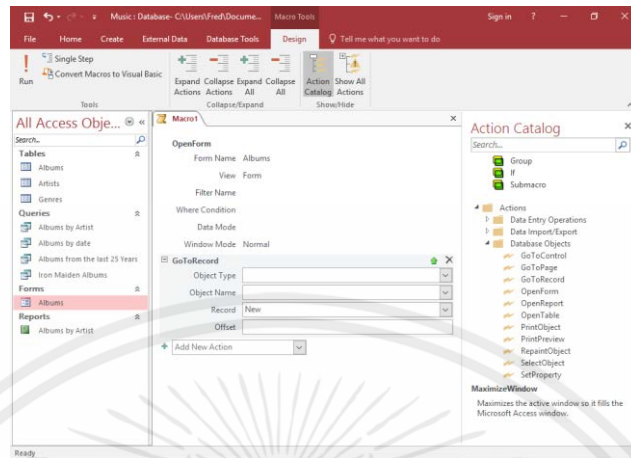 Music : Database- C:\Users\Fred\Docume... Macro Tools Sign in ?
File Home Create External Data Database Tools Design Tell me what you want to do
Run
Single Step
Convert Macros to Visual Basic
Tools
Expand Actions
Collapse Actions
Expand All
Collapse All
Collapse/Expand
Action Catalog
Show All Actions
Show/Hide
All Access Obje...
Search...
Tables
Albums
Artists
Genres
Queries
Albums by Artist
Albums by date
Albums from the last 25 Years
Iron Maiden Albums
Forms
Albums
Reports
Albums by Artist
Macro1
OpenForm
Form Name Albums
View Form
Filter Name
Where Condition
Data Mode
Window Mode Normal
GoToRecord
Object Type
Object Name
Record New
Offset
Add New Action
Action Catalog
Search...
Group
If
Submacro
Actions
Data Entry Operations
Data Import/Export
Database Objects
GoToControl
GoToPage
GoToRecord
OpenForm
OpenReport
OpenTable
PrintObject
PrintPreview
RepaintObject
SelectObject
SetProperty
MaximizeWindow
Maximizes the active window so it fills the
Microsoft Access window.
Ready